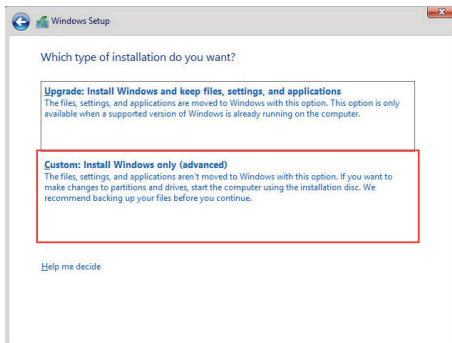 Windows Setup
Which type of installation do you want?
Upgrade: Install Windows and keep files, settings, and applications
The files, settings, and applications are moved to Windows with this option. This option is only
available when a supported version of Windows is already running on the computer.
Custom: Install Windows only (advanced)
The files, settings, and applications aren't moved to Windows with this option. If you want to
make changes to partitions and drives, start the computer using the installation disc. We
recommend backing up your files before you continue.
Help me decide